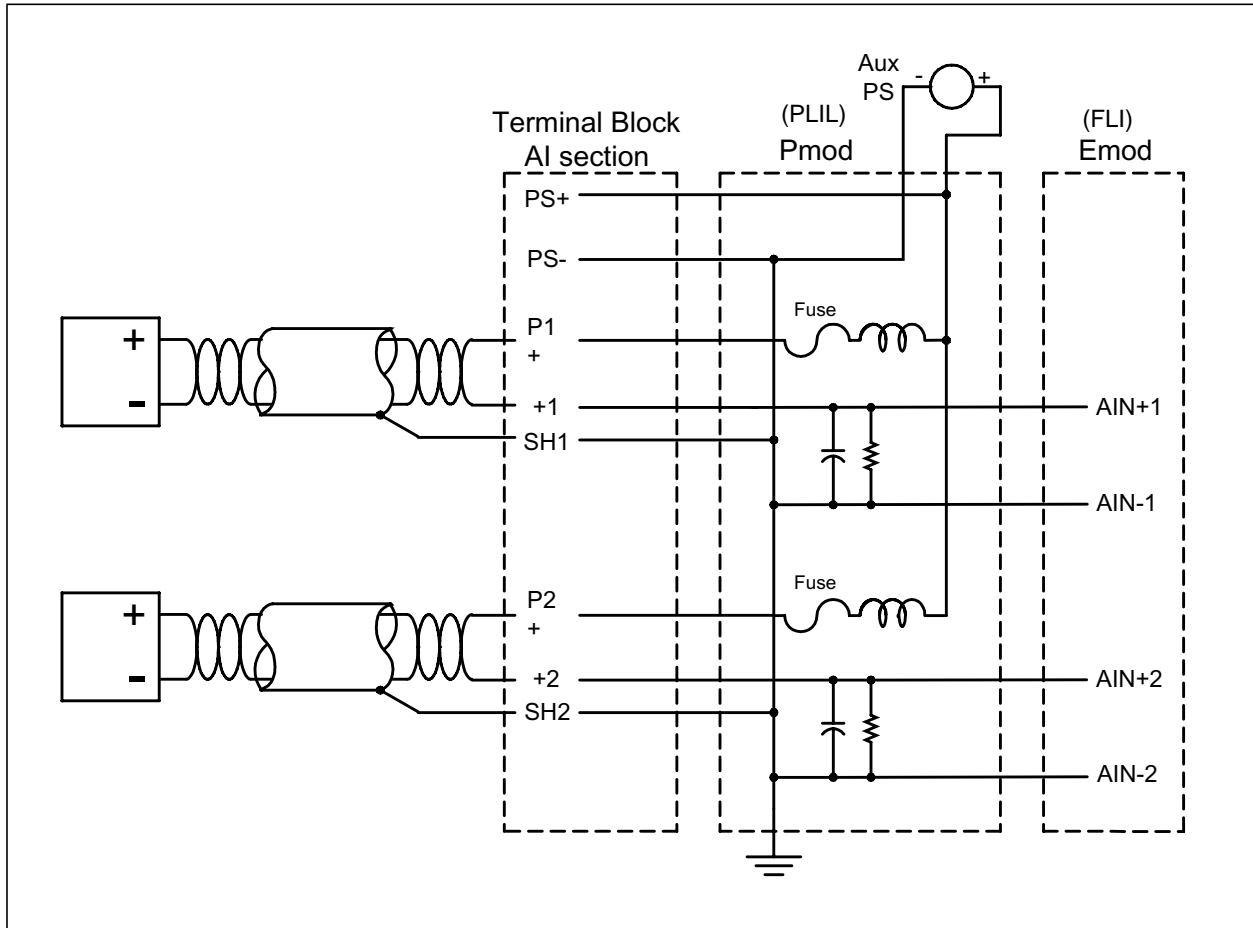 Aux
PS
- +
(PLIL)
Pmod
(FLI)
Emod
Terminal Block
AI section
PS+
PS-
+
-
P1
+
Fuse
+1
AIN+1
SH1
AIN-1
+
-
P2
+
Fuse
+2
AIN+2
SH2
AIN-2